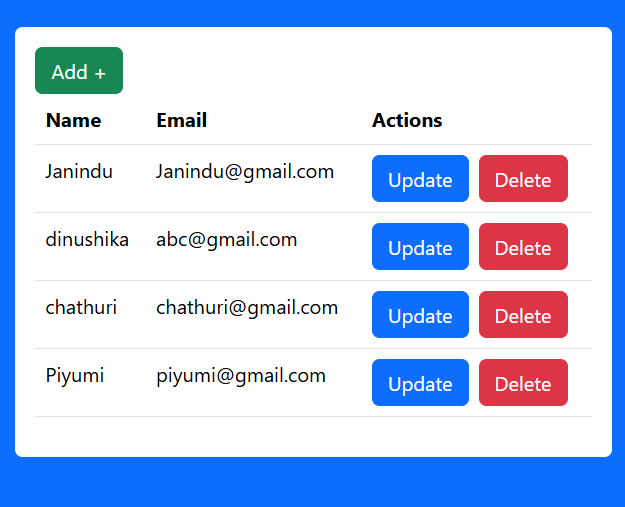 Add +
Name Email Actions
Janindu Janindu@gmail.com Update Delete
dinushika abc@gmail.com Update Delete
chathuri chathuri@gmail.com Update Delete
Piyumi piyumi@gmail.com Update Delete